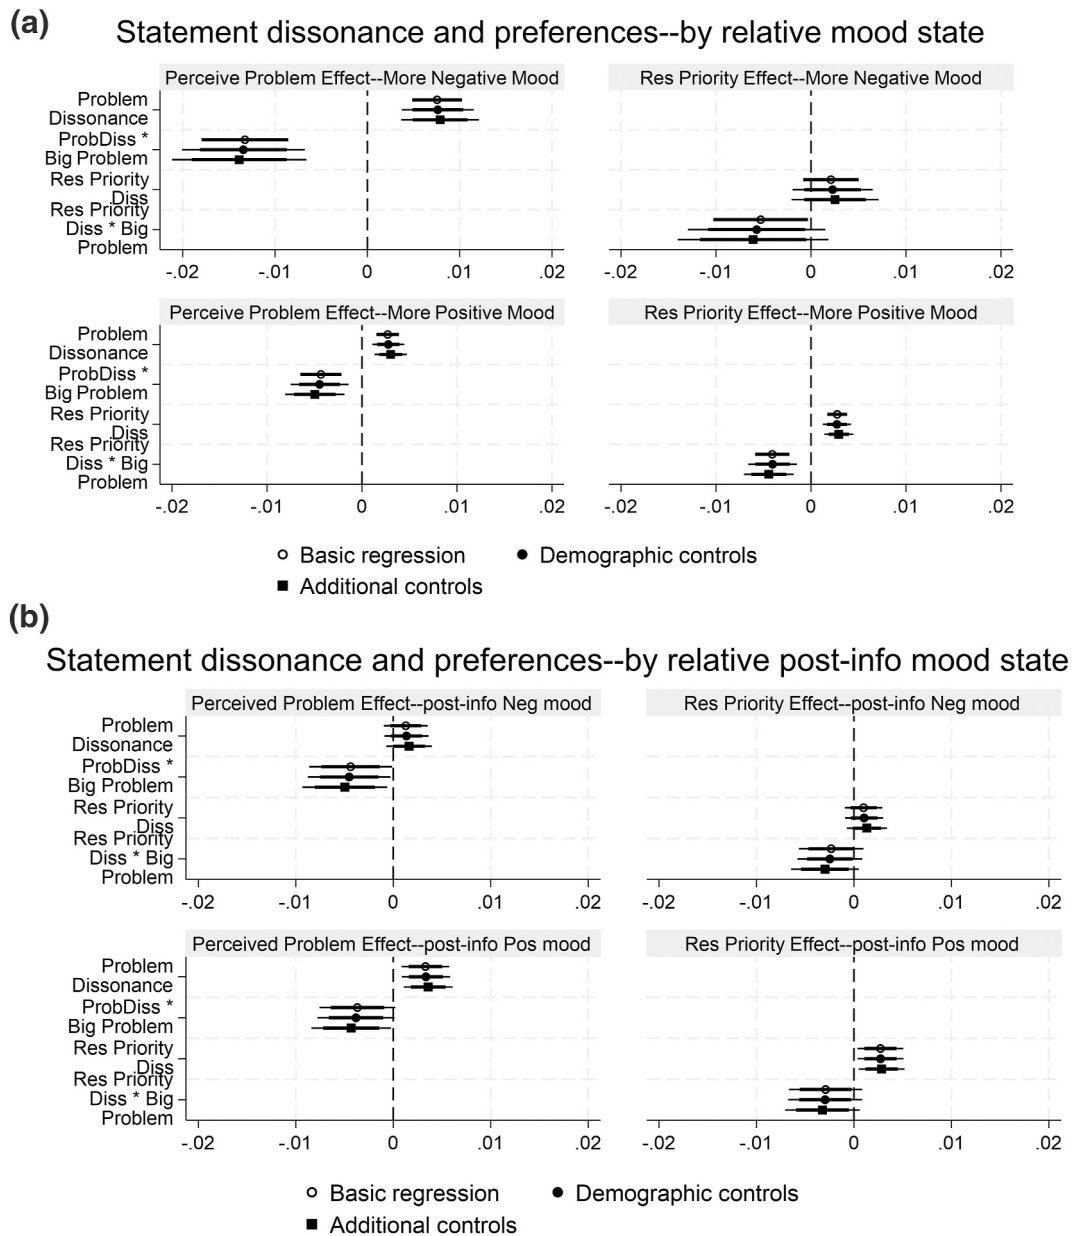 (a)
Statement dissonance and preferences--by relative mood state
Perceive Problem Effect--More Negative Mood
Problem
Dissonance
ProbDiss *
Big Problem
Res Priority
Diss
Res Priority
Diss * Big
Problem
-.02 -.01 0 .01 .02
Res Priority Effect--More Negative Mood
-.02 -.01 0 .01 .02
Perceive Problem Effect--More Positive Mood
Problem
Dissonance
ProbDiss *
Big Problem
Res Priority
Diss
Res Priority
Diss * Big
Problem
-.02 -.01 0 .01 .02
Res Priority Effect--More Positive Mood
-.02 -.01 0 .01 .02
Basic regression Demographic controls
Additional controls
(b)
Statement dissonance and preferences--by relative post-info mood state
Perceived Problem Effect--post-info Neg mood
Problem
Dissonance
ProbDiss *
Big Problem
Res Priority
Diss
Res Priority
Diss * Big
Problem
-.02 -.01 0 .01 .02
Res Priority Effect--post-info Neg mood
-.02 -.01 0 .01 .02
Perceived Problem Effect--post-info Pos mood
Problem
Dissonance
ProbDiss *
Big Problem
Res Priority
Diss
Res Priority
Diss * Big
Problem
-.02 -.01 0 .01 .02
Res Priority Effect--post-info Pos mood
-.02 -.01 0 .01 .02
Basic regression Demographic controls
Additional controls